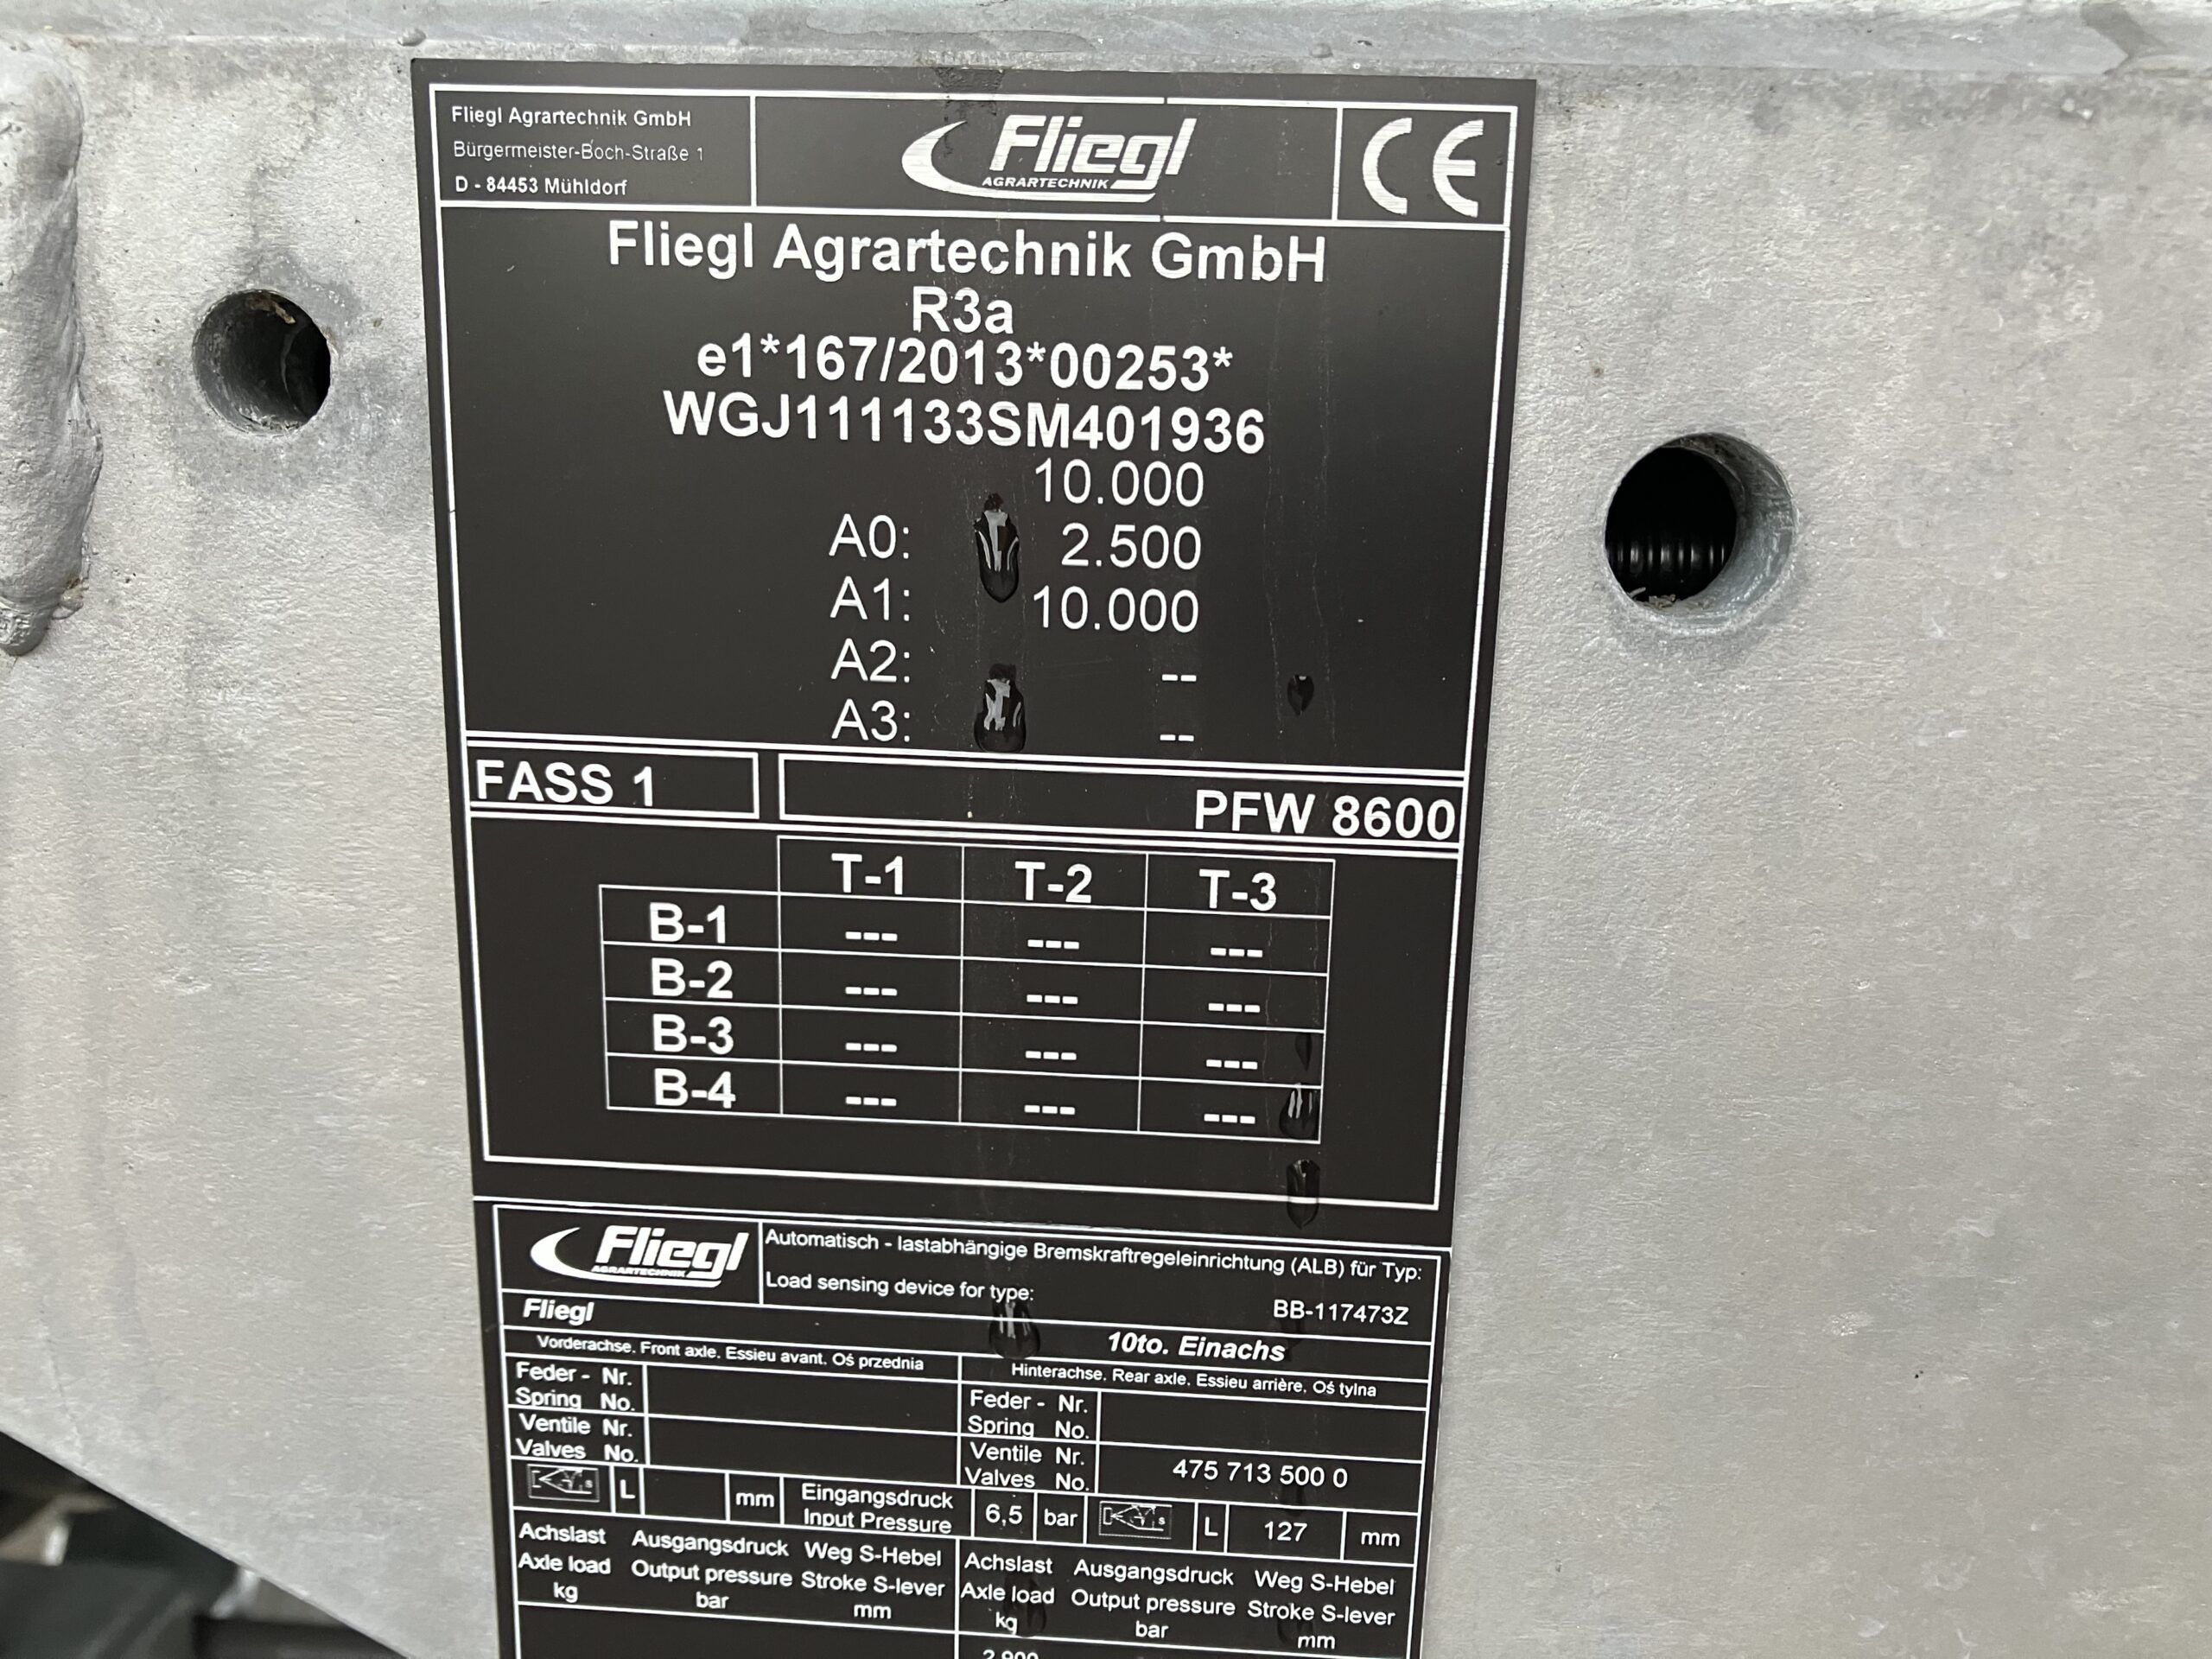 Fliegl Agrartechnik GmbH
Bürgermeister-Boch-Straße 1
D - 84453 Mühldorf
Fliegl
AGRARTECHNIK
CE
Fliegl Agrartechnik GmbH
R3a
e1*167/2013*00253*
WGJ111133SM401936
10.000
A0: 2.500
A1: 10.000
A2: --
A3: --
FASS 1 PFW 8600
T-1 T-2 T-3
B-1 --- --- ---
B-2 --- --- ---
B-3 --- --- ---
B-4 --- --- ---
Fliegl
AGRARTECHNIK
Automatisch - lastabhängige Bremskraftregeleinrichtung (ALB) für Typ:
Load sensing device for type:
BB-117473Z
Fliegl
10to. Einachs
Vorderachse. Front axle. Essieu avant. Oś przednia
Hinterachse. Rear axle. Essieu arrière. Oś tylna
Feder - Nr.
Spring No.
Ventile Nr.
Valves No.
Feder - Nr.
Spring No.
Ventile Nr.
Valves No.
475 713 500 0
L mm
Eingangsdruck
Input Pressure
6,5 bar
L 127 mm
Achslast Ausgangsdruck Weg S-Hebel
Axle load Output pressure Stroke S-lever
kg bar mm
Achslast Ausgangsdruck Weg S-Hebel
Axle load Output pressure Stroke S-lever
kg bar mm